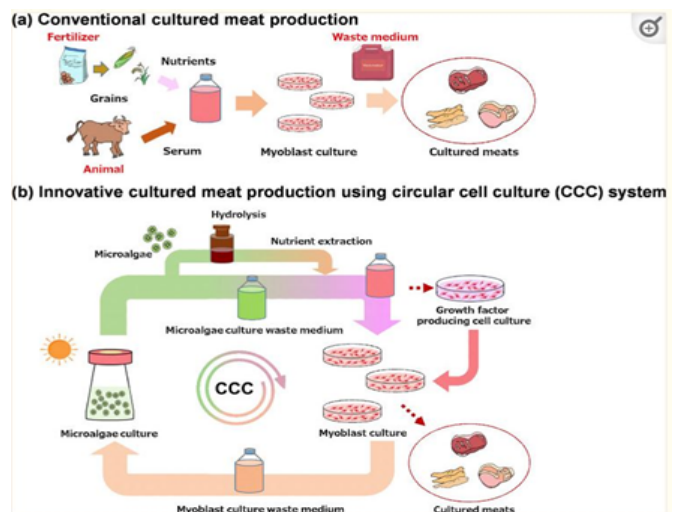 (a) Conventional cultured meat production
Fertilizer
Waste medium
Nutrients
Grains
Serum
Myoblast culture
Cultured meats
Animal
(b) Innovative cultured meat production using circular cell culture (CCC) system
Hydrolysis
Nutrient extraction
Microalgae
Growth factor
producing cell culture
Microalgae culture waste medium
CCC
Microalgae culture
Myoblast culture
Myoblast culture waste medium
Cultured meats